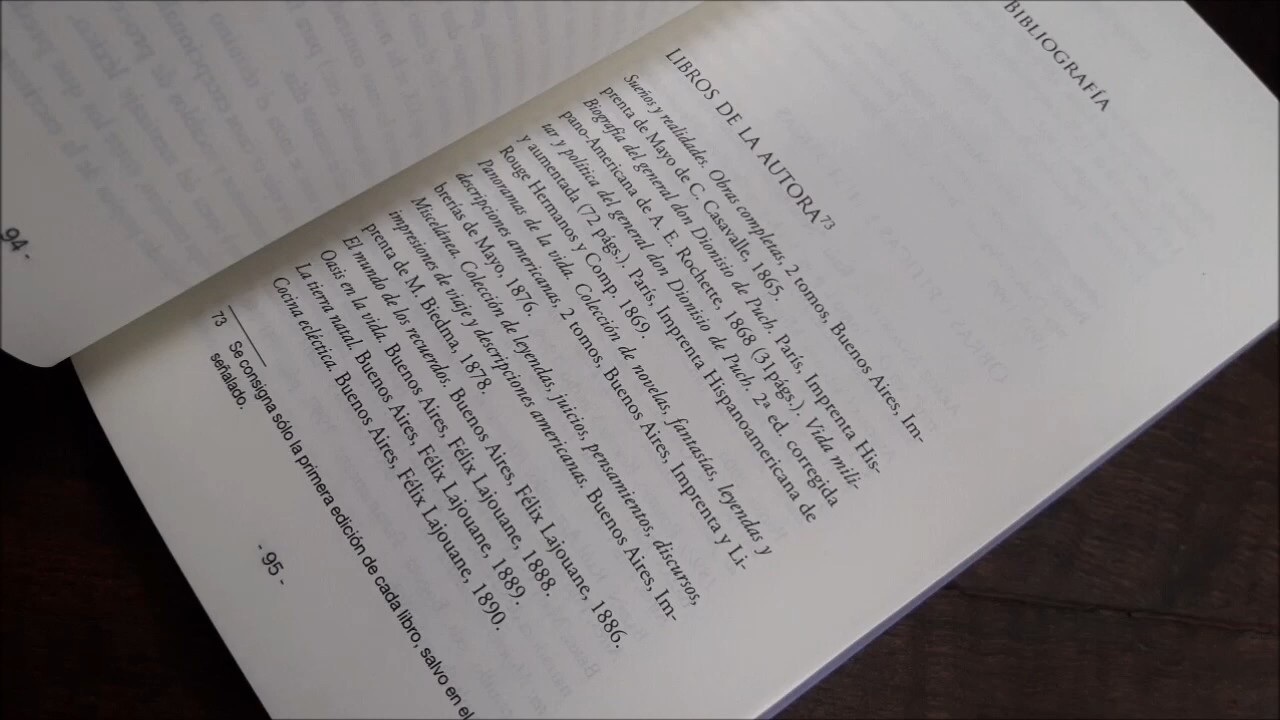 94 -
BIBLIOGRAFÍA
LIBROS DE LA AUTORA73
Sueños y realidades. Obras completas, 2 tomos, Buenos Aires, Im-
prenta de Mayo de C. Casavalle, 1865.
Biografía del general don Dionisio de Puch. París, Imprenta His-
pano-Americana de A. E. Rochette, 1868 (31págs.). Vida mili-
tar y política del general don Dionisio de Puch. 2a ed. corregida
y aumentada (72 págs.). París, Imprenta Hispanoamericana de
Rouge Hermanos y Comp. 1869.
Panoramas de la vida. Colección de novelas, fantasías, leyendas y
descripciones americanas, 2 tomos, Buenos Aires, Imprenta y Li-
brerías de Mayo, 1876.
Miscelánea. Colección de leyendas, juicios, pensamientos, discursos,
impresiones de viaje y descripciones americanas. Buenos Aires, Im-
prenta de M. Biedma, 1878.
El mundo de los recuerdos. Buenos Aires, Félix Lajouane, 1886.
Oasis en la vida. Buenos Aires, Félix Lajouane, 1888.
La tierra natal. Buenos Aires, Félix Lajouane, 1889.
Cocina ecléctica. Buenos Aires, Félix Lajouane, 1890.
73 Se consigna sólo la primera edición de cada libro, salvo en el
señalado.
- 95 -